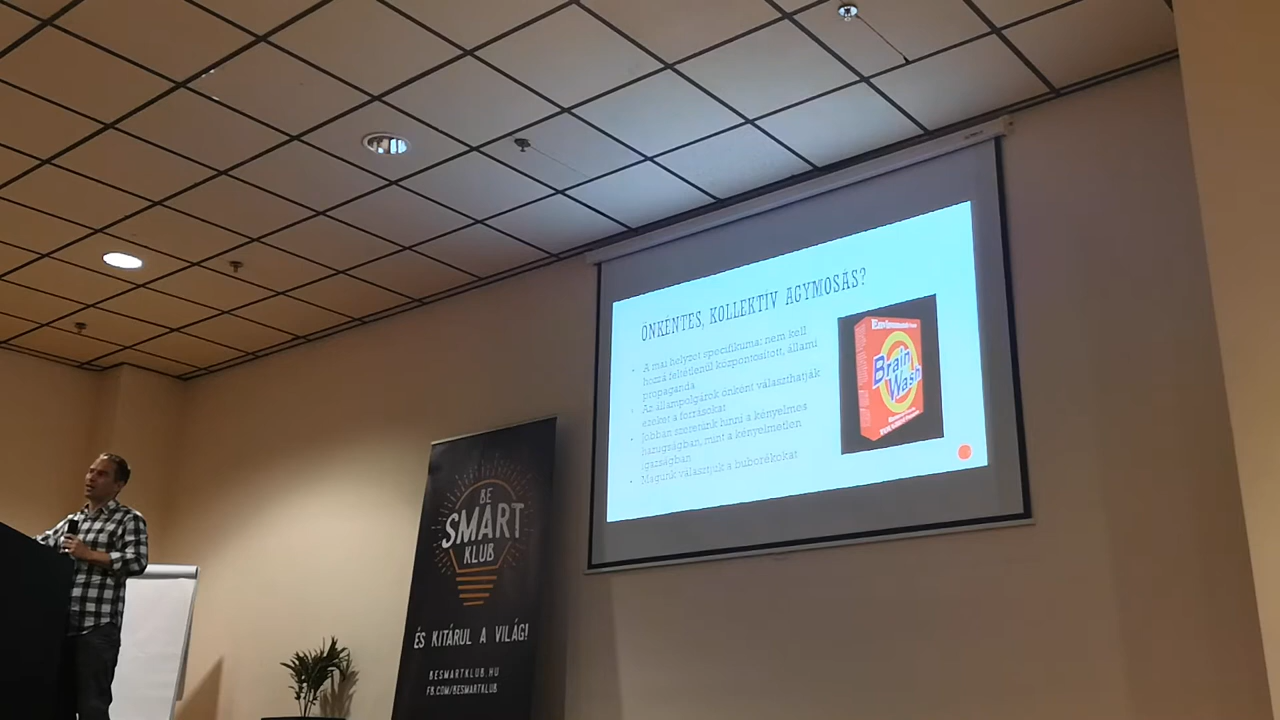 ÖNKÉNTES, KOLLEKTÍV AGYMOSÁS?
A mai helyzet specifikuma: nem kell
hozzá feltétlenül központosított, állami
propaganda
Az állampolgárok önként választhatják
ezeket a forrásokat
Jobban szeretünk hinni a kényelmes
hazugságban, mint a kényelmetlen
igazságban
Magunk választjuk a buborékokat
Brain
Wash
BE
SMART
KLUB
ÉS KITÁRUL A VILÁG!
BESMARTKLUB.HU
FB.COM/BESMARTKLUB